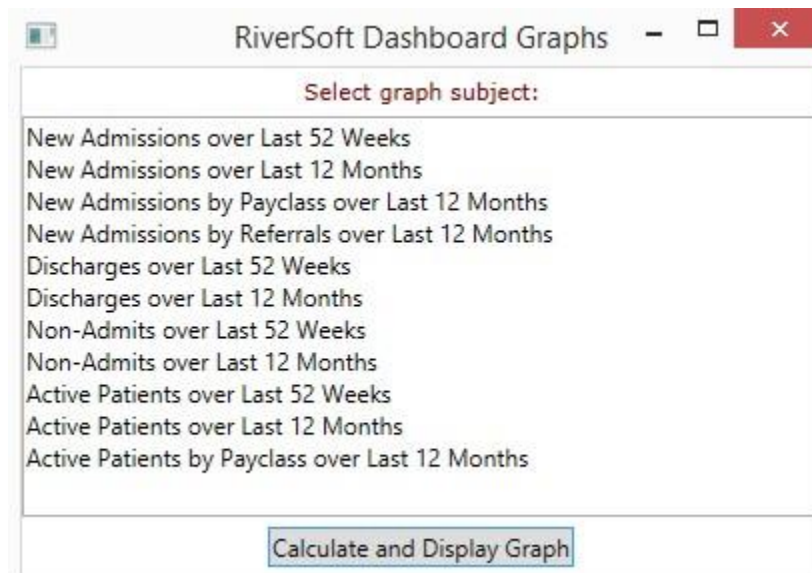 RiverSoft Dashboard Graphs
Select graph subject:
New Admissions over Last 52 Weeks
New Admissions over Last 12 Months
New Admissions by Payclass over Last 12 Months
New Admissions by Referrals over Last 12 Months
Discharges over Last 52 Weeks
Discharges over Last 12 Months
Non-Admits over Last 52 Weeks
Non-Admits over Last 12 Months
Active Patients over Last 52 Weeks
Active Patients over Last 12 Months
Active Patients by Payclass over Last 12 Months
Calculate and Display Graph